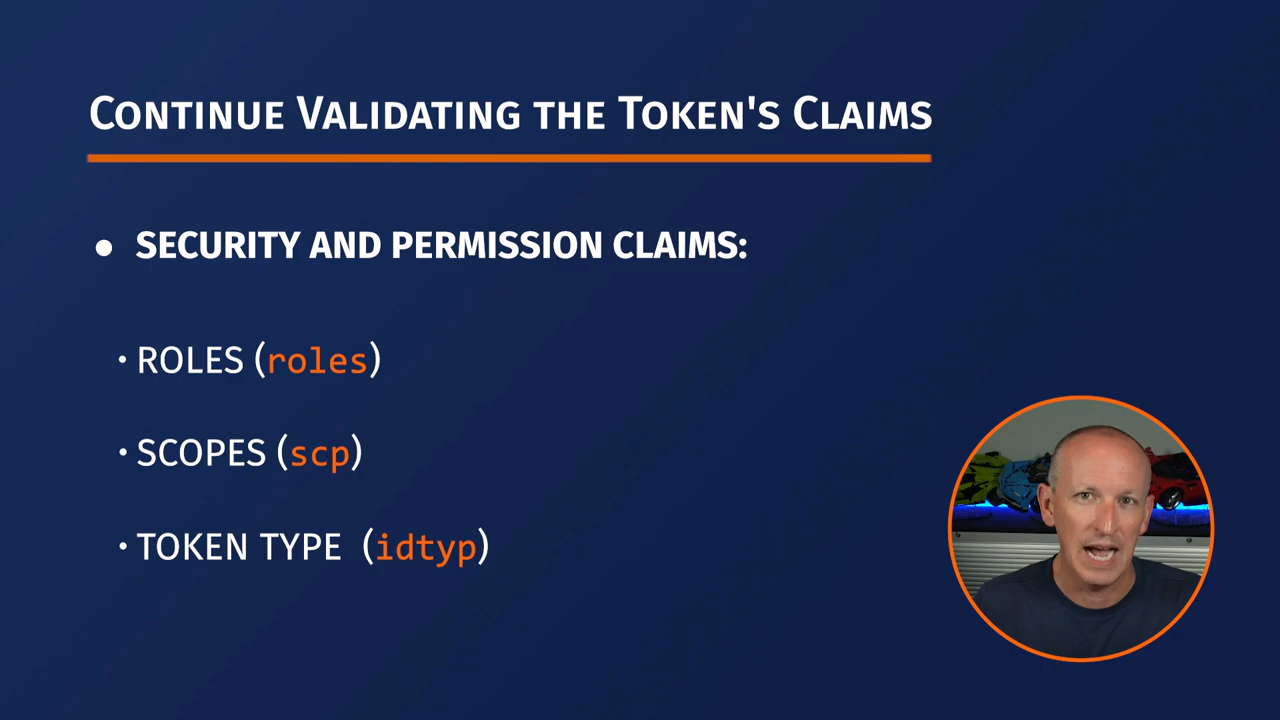 Continue Validating the Token's Claims
● SECURITY AND PERMISSION CLAIMS:
• ROLES (roles)
• SCOPES (scp)
• TOKEN TYPE (idtyp)